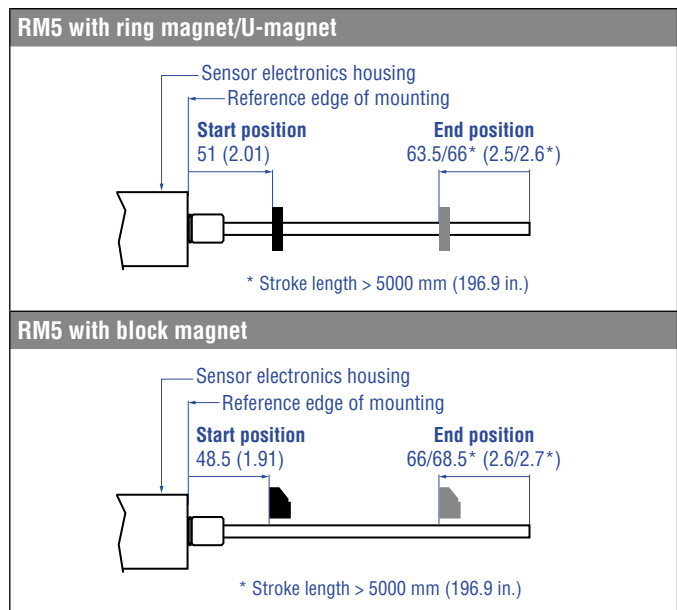 RM5 with ring magnet/U-magnet
Sensor electronics housing
Reference edge of mounting
Start position
51 (2.01)
End position
63.5/66* (2.5/2.6*)
* Stroke length > 5000 mm (196.9 in.)
RM5 with block magnet
Sensor electronics housing
Reference edge of mounting
Start position
48.5 (1.91)
End position
66/68.5* (2.6/2.7*)
* Stroke length > 5000 mm (196.9 in.)